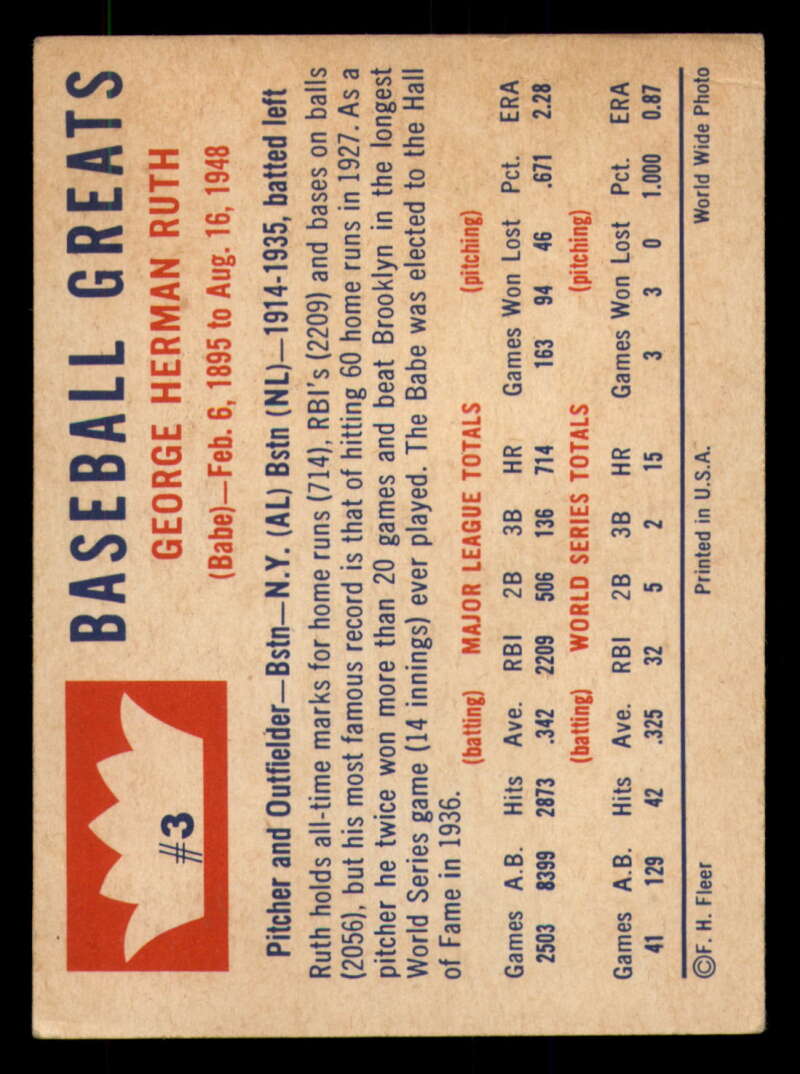 #3
BASEBALL GREATS
GEORGE HERMAN RUTH
(Babe)—Feb. 6, 1895 to Aug. 16, 1948
Pitcher and Outfielder—Bstn—N.Y. (AL) Bstn (NL)—1914-1935, batted left
Ruth holds all-time marks for home runs (714), RBI's (2209) and bases on balls
(2056), but his most famous record is that of hitting 60 home runs in 1927. As a
pitcher he twice won more than 20 games and beat Brooklyn in the longest
World Series game (14 innings) ever played. The Babe was elected to the Hall
of Fame in 1936.
(batting) MAJOR LEAGUE TOTALS (pitching)
Games A.B. Hits Ave. RBI 2B 3B HR Games Won Lost Pct. ERA
2503 8399 2873 .342 2209 506 136 714 163 94 46 .671 2.28
(batting) WORLD SERIES TOTALS (pitching)
Games A.B. Hits Ave. RBI 2B 3B HR Games Won Lost Pct. ERA
41 129 42 .325 32 5 2 15 3 3 0 1.000 0.87
©F. H. Fleer Printed in U.S.A. World Wide Photo